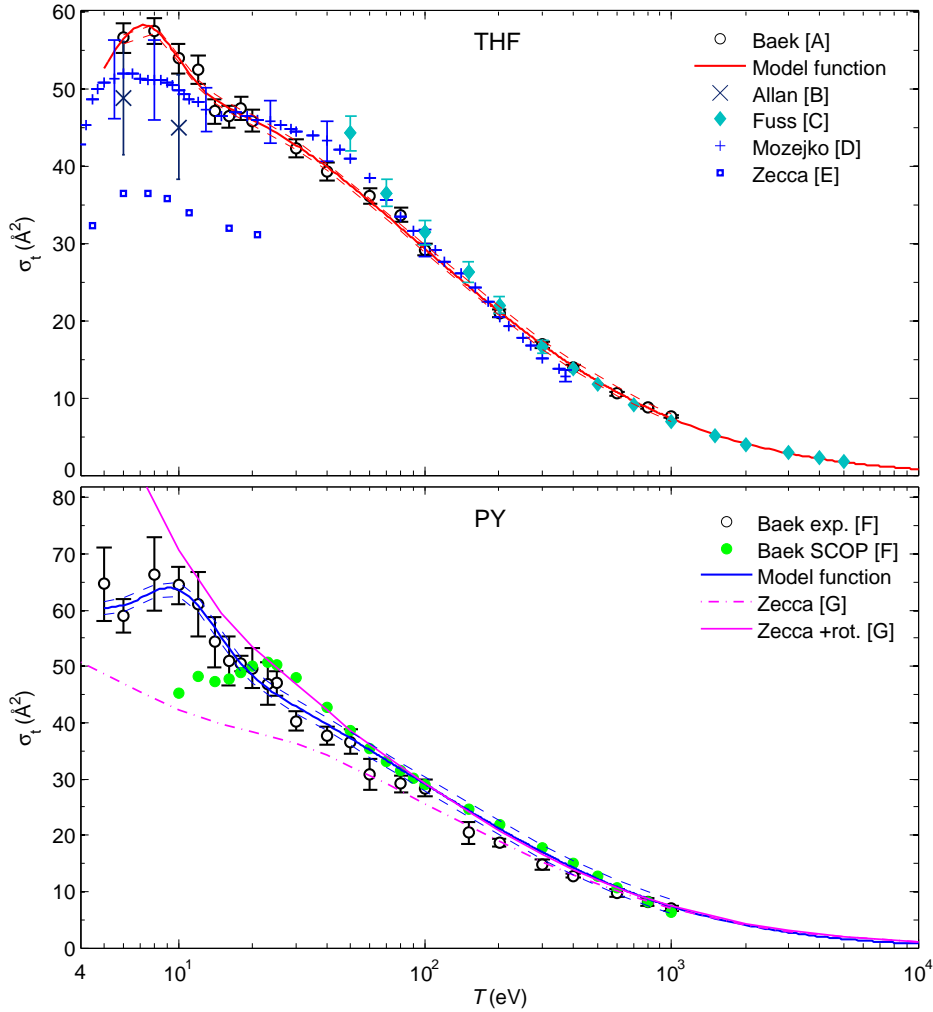 THF
Baek [A]
Model function
Allan [B]
Fuss [C]
Mozejko [D]
Zecca [E]
60
50
40
30
20
10
0
σt (Å²)
PY
Baek exp. [F]
Baek SCOP [F]
Model function
Zecca [G]
Zecca +rot. [G]
80
70
60
50
40
30
20
10
0
σt (Å²)
4 10¹ 10² 10³ 10⁴
T (eV)